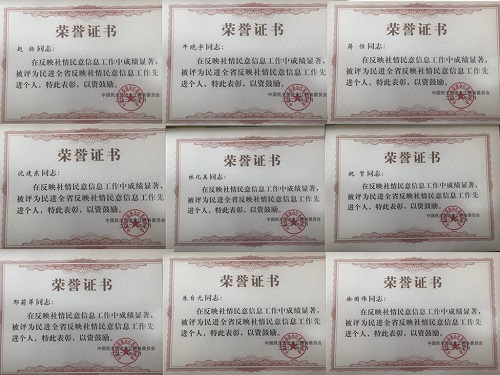 荣誉证书
赵 杨同志：
在反映社情民意信息工作中成绩显著，
被评为民进全省反映社情民意信息工作先
进个人，特此表彰，以资鼓励。
荣誉证书
牛晓宇同志：
在反映社情民意信息工作中成绩显著，
被评为民进全省反映社情民意信息工作先
进个人，特此表彰，以资鼓励。
荣誉证书
蒋 恒同志：
在反映社情民意信息工作中成绩显著，
被评为民进全省反映社情民意信息工作先
进个人，特此表彰，以资鼓励。
荣誉证书
沈建东同志：
在反映社情民意信息工作中成绩显著，
被评为民进全省反映社情民意信息工作先
进个人，特此表彰，以资鼓励。
荣誉证书
林化美同志：
在反映社情民意信息工作中成绩显著，
被评为民进全省反映社情民意信息工作先
进个人，特此表彰，以资鼓励。
荣誉证书
祝 贺同志：
在反映社情民意信息工作中成绩显著，
被评为民进全省反映社情民意信息工作先
进个人，特此表彰，以资鼓励。
荣誉证书
同志：
在反映社情民意信息工作中成绩显著，
被评为民进全省反映社情民意信息工作先
进个人，特此表彰，以资鼓励。
荣誉证书
朱自允同志：
在反映社情民意信息工作中成绩显著，
被评为民进全省反映社情民意信息工作先
进个人，特此表彰，以资鼓励。
荣誉证书
徐国伟同志：
在反映社情民意信息工作中成绩显著，
被评为民进全省反映社情民意信息工作先
进个人，特此表彰，以资鼓励。